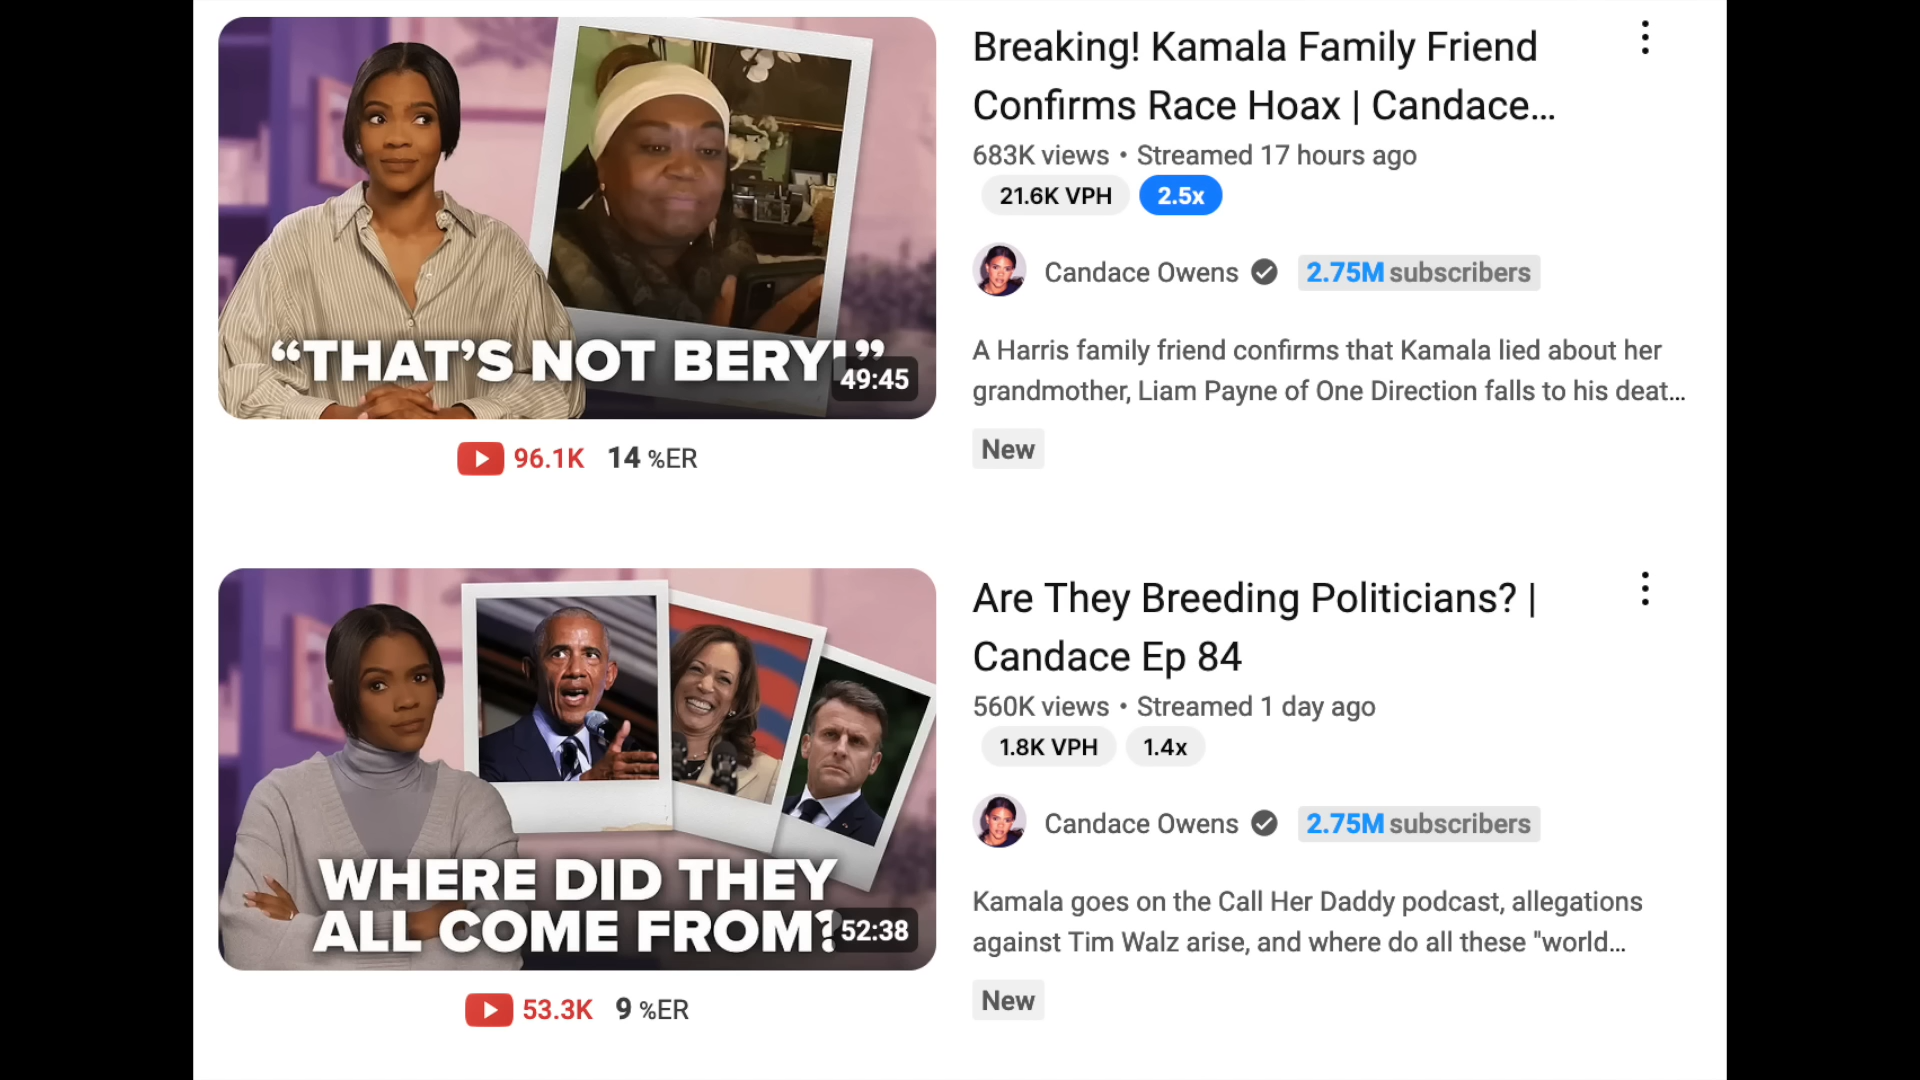 Breaking! Kamala Family Friend
Confirms Race Hoax | Candace...
683K views • Streamed 17 hours ago
21.6K VPH 2.5x
Candace Owens 2.75M subscribers
A Harris family friend confirms that Kamala lied about her
grandmother, Liam Payne of One Direction falls to his deat...
New
“THAT’S NOT BERYL”
49:45
96.1K 14 %ER
Are They Breeding Politicians? |
Candace Ep 84
560K views • Streamed 1 day ago
1.8K VPH 1.4x
Candace Owens 2.75M subscribers
Kamala goes on the Call Her Daddy podcast, allegations
against Tim Walz arise, and where do all these "world...
New
WHERE DID THEY
ALL COME FROM?
52:38
53.3K 9 %ER